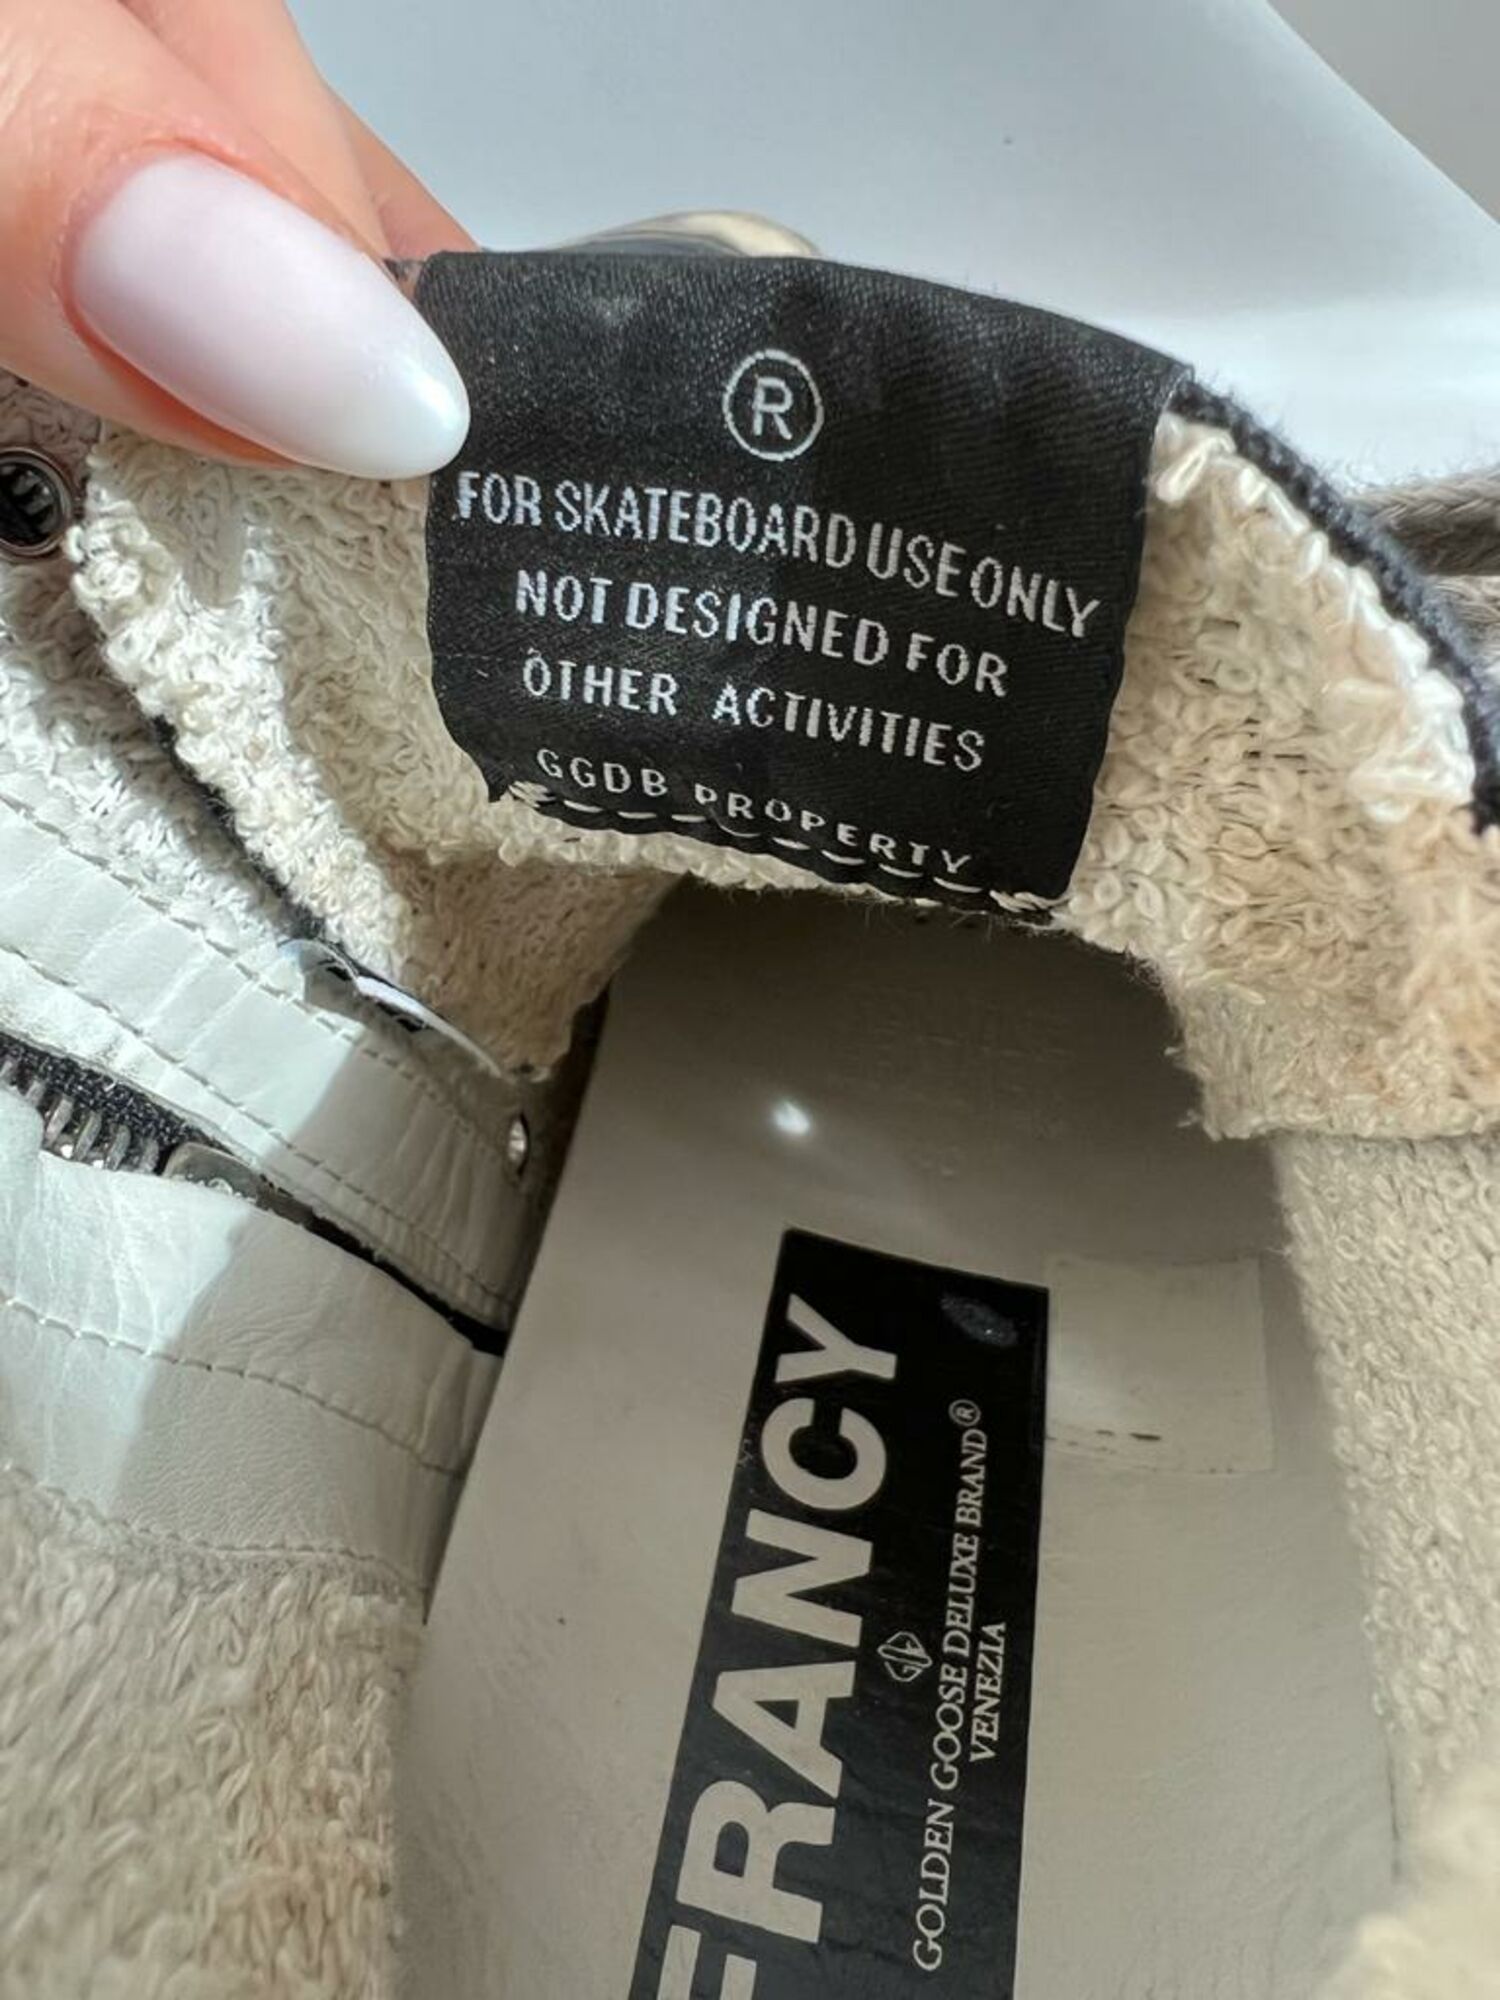 ®
FOR SKATEBOARD USE ONLY
NOT DESIGNED FOR
OTHER ACTIVITIES
GGDB PROPERTY
FRANCY
GOLDEN GOOSE DELUXE BRAND®
VENEZIA